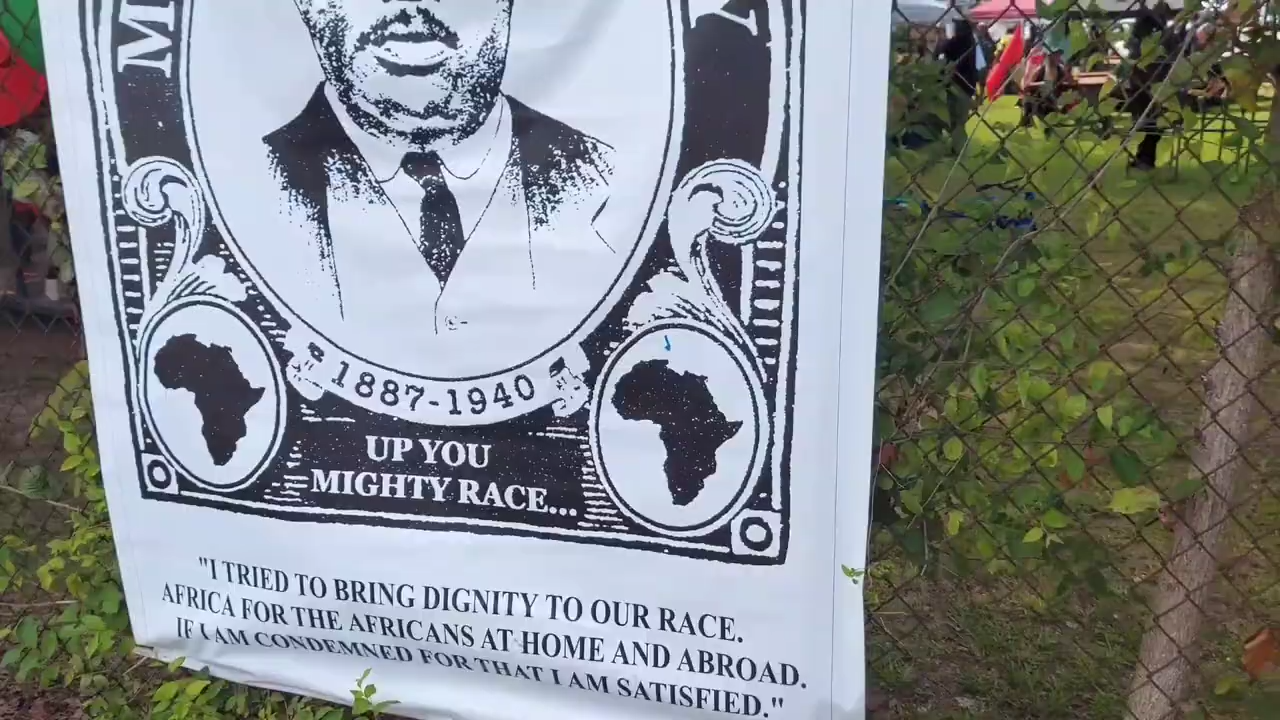 1887-1940
UP YOU
MIGHTY RACE...
"I TRIED TO BRING DIGNITY TO OUR RACE.
AFRICA FOR THE AFRICANS AT HOME AND ABROAD.
IF I AM CONDEMNED FOR THAT I AM SATISFIED."